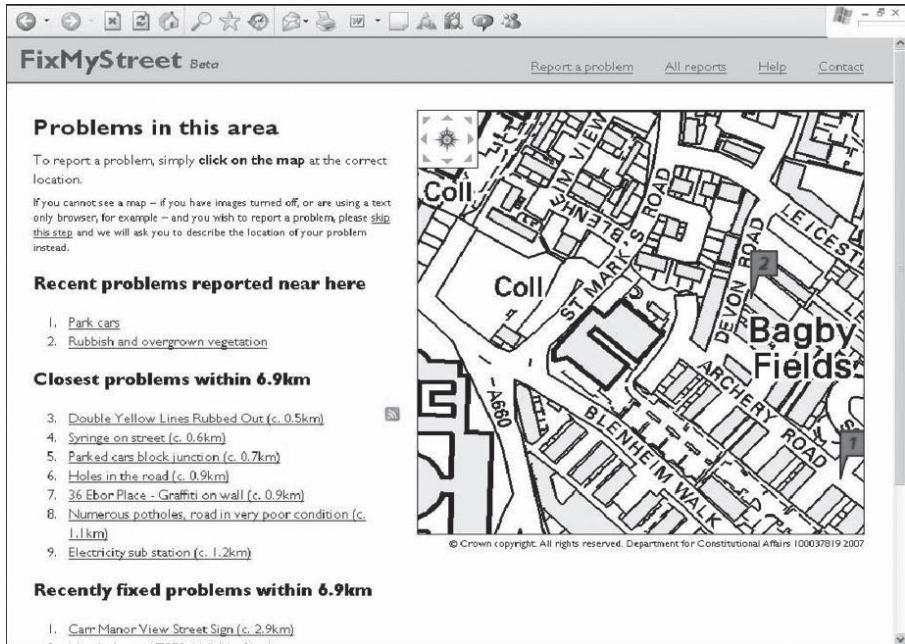 FixMyStreet Beta
Report a problem All reports Help Contact
Problems in this area
To report a problem, simply click on the map at the correct
location.
If you cannot see a map – if you have images turned off, or are using a text
only browser, for example – and you wish to report a problem, please skip
this step and we will ask you to describe the location of your problem
instead.
Recent problems reported near here
1. Park cars
2. Rubbish and overgrown vegetation
Closest problems within 6.9km
3. Double Yellow Lines Rubbed Out (c. 0.5km)
4. Syringe on street (c. 0.6km)
5. Parked cars block junction (c. 0.7km)
6. Holes in the road (c. 0.9km)
7. 36 Ebor Place - Graffiti on wall (c. 0.9km)
8. Numerous potholes, road in very poor condition (c.
1.1km)
9. Electricity sub station (c. 1.2km)
Recently fixed problems within 6.9km
1. Carr Manor View Street Sign (c. 2.9km)
Coll
BLENHEIM VIEW
ST MARK'S ROAD
Coll
DEVON ROAD
LEICEST
2
Bagby
Fields
ARCHERY ROAD
A660
BLENHEIM WALK
1
© Crown copyright. All rights reserved. Department for Constitutional Affairs 100037819 2007